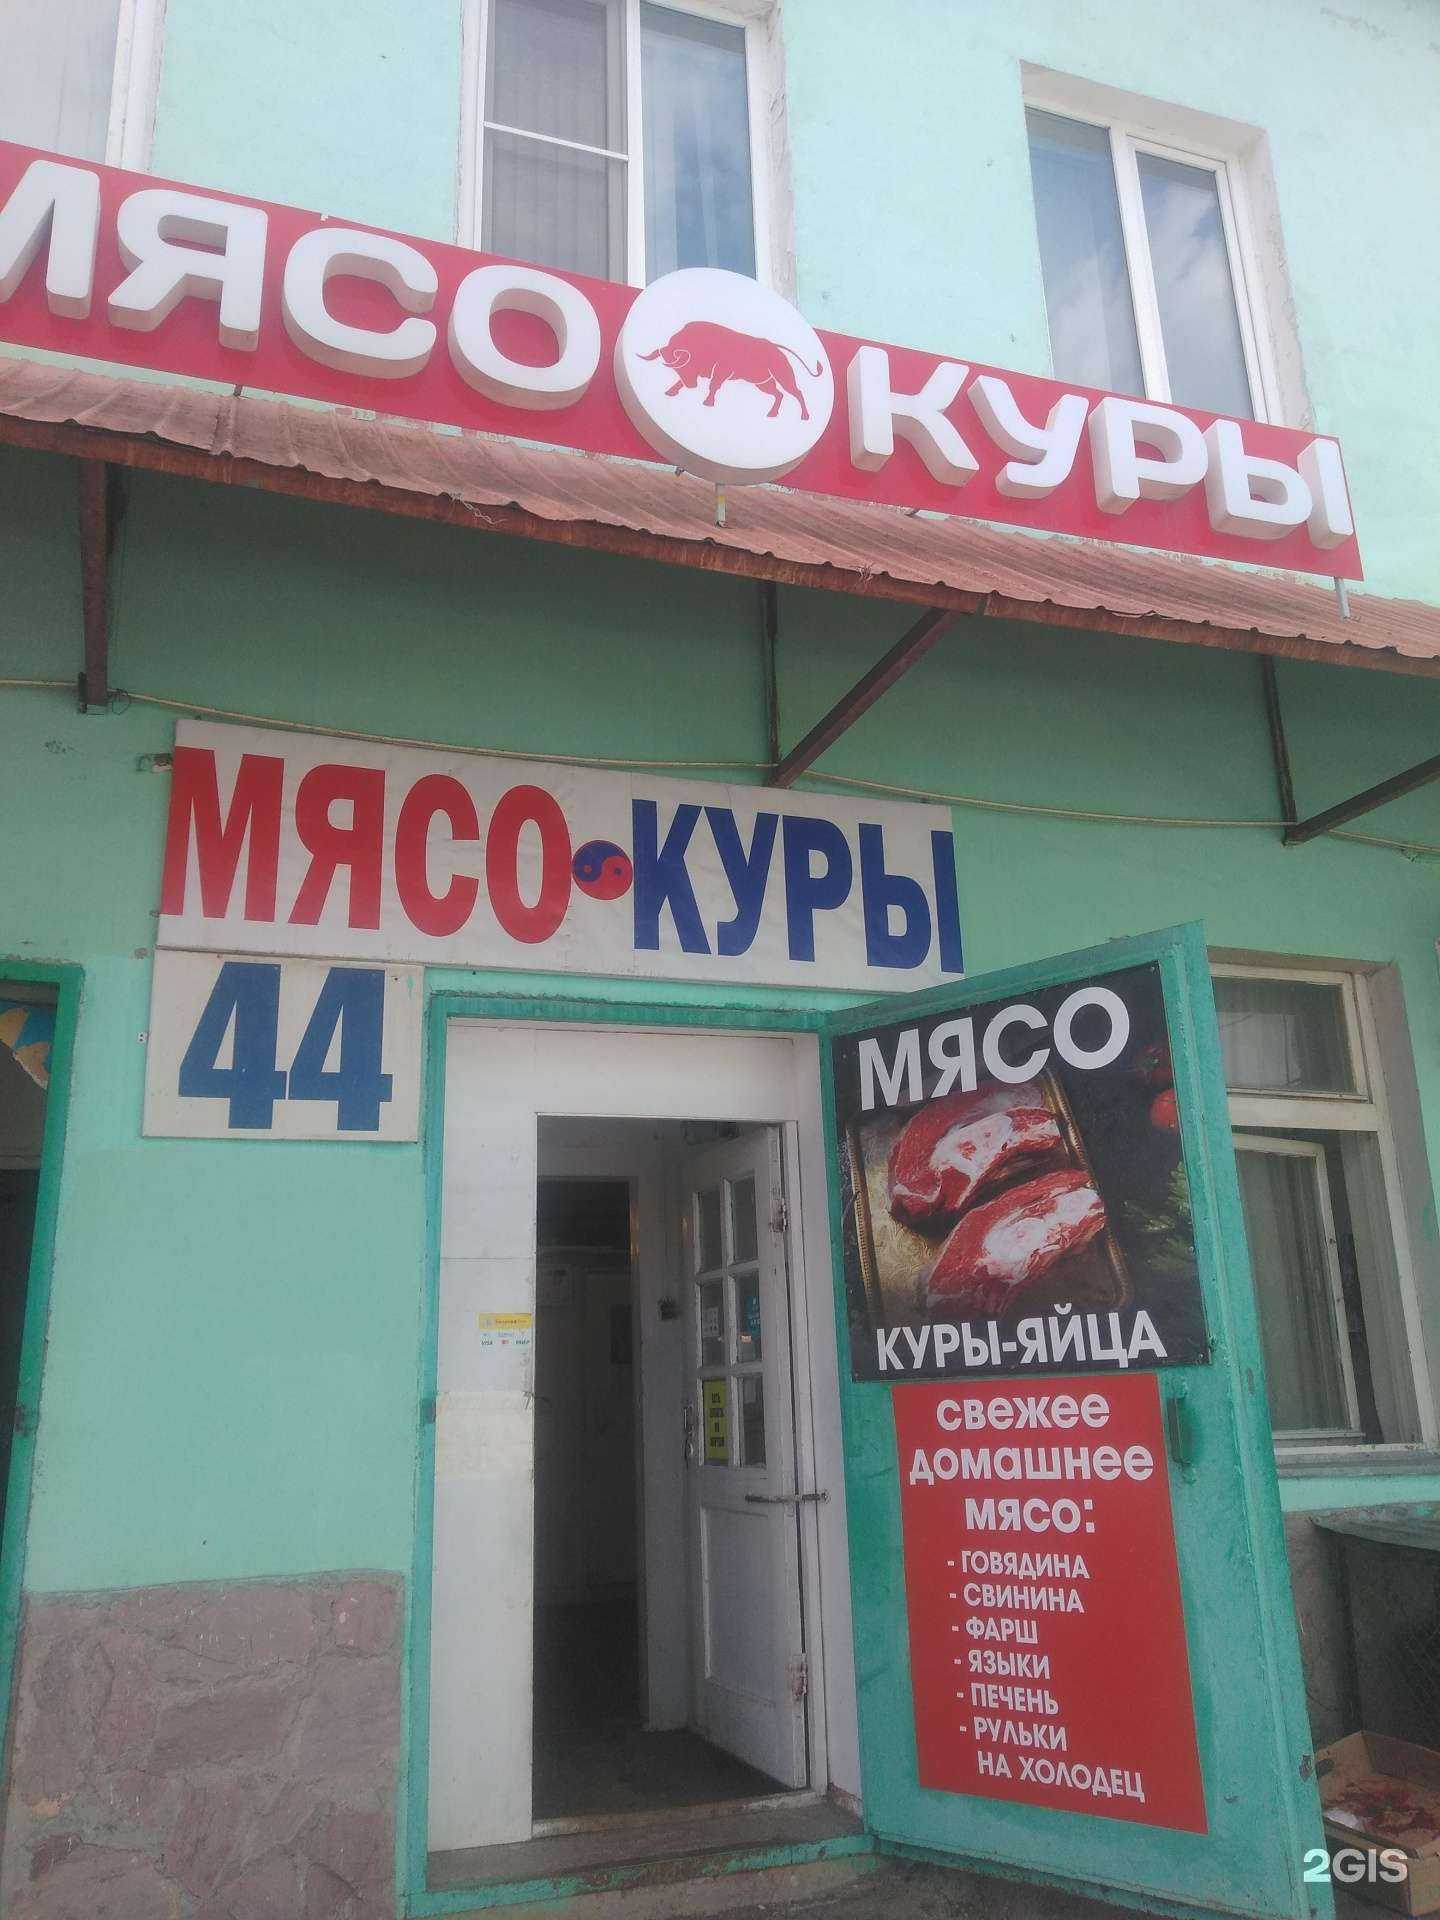 МЯСО КУРЫ
МЯСО КУРЫ
44
МЯСО
КУРЫ-ЯЙЦА
свежее
домашнее
мясо:
- ГОВЯДИНА
- СВИНИНА
- ФАРШ
- ЯЗЫКИ
- ПЕЧЕНЬ
- РУЛЬКИ
НА ХОЛОДЕЦ
VISA
2GIS